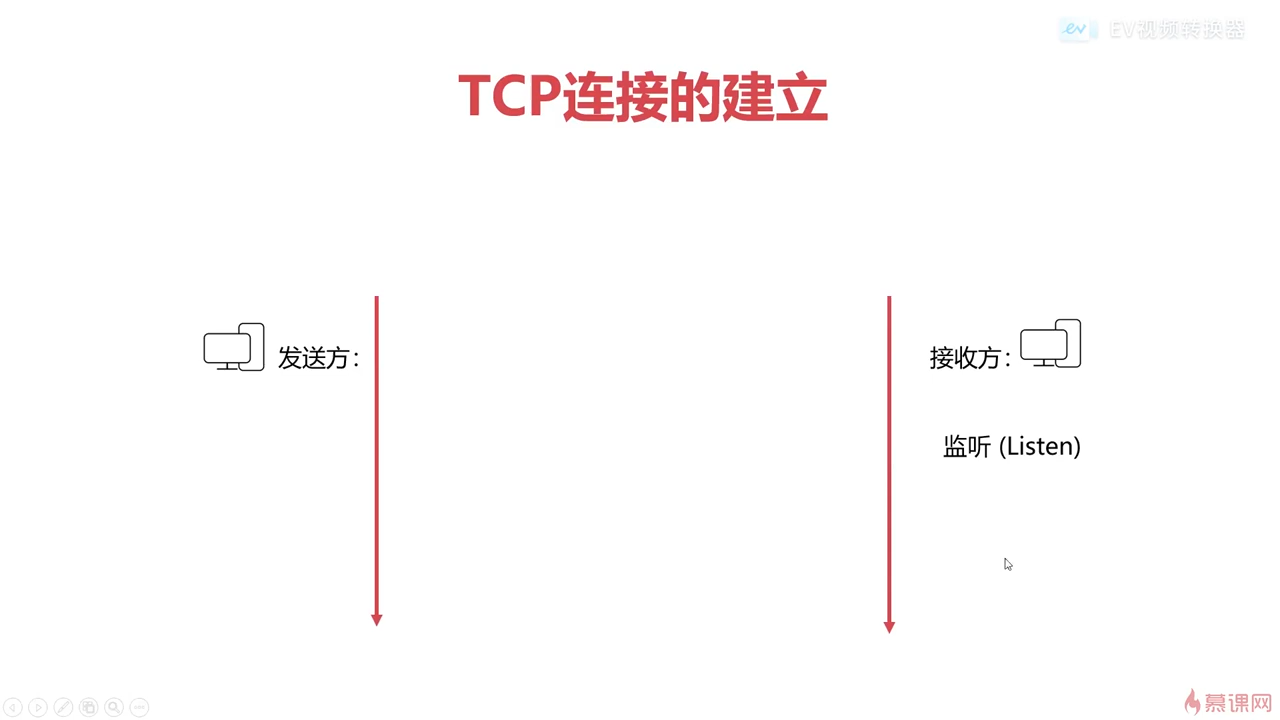 EV视频转换器
TCP连接的建立
发送方：
接收方：
监听 (Listen)
慕课网